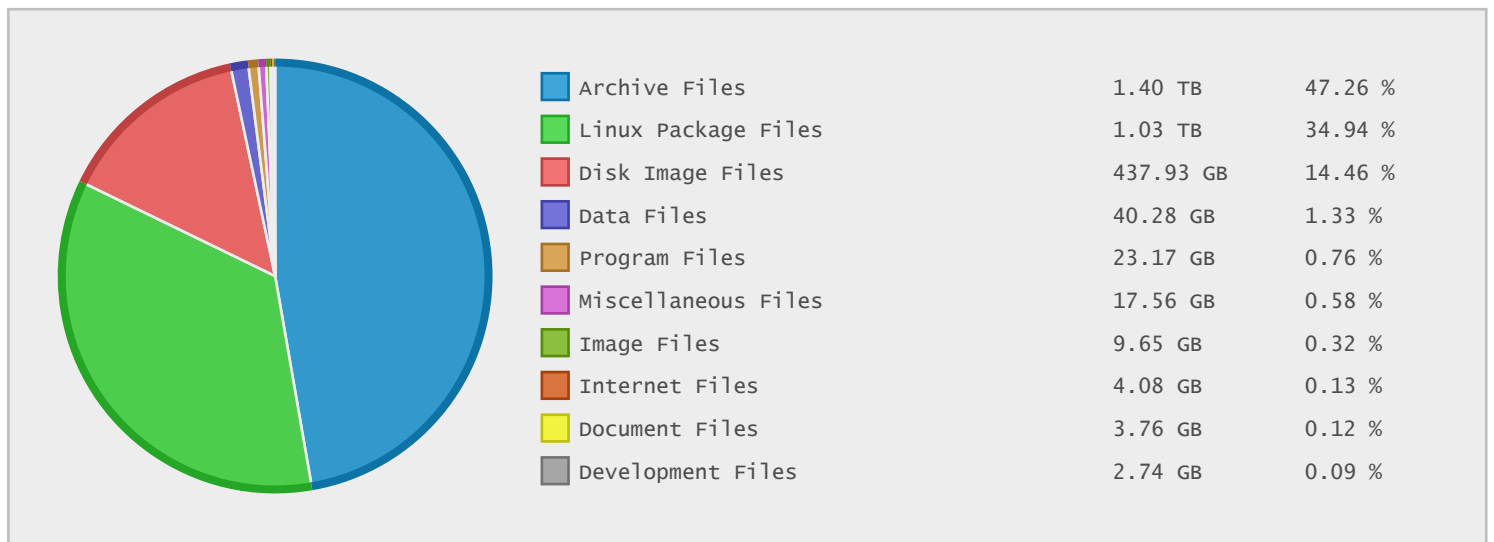 Archive Files 1.40 TB 47.26 %
Linux Package Files 1.03 TB 34.94 %
Disk Image Files 437.93 GB 14.46 %
Data Files 40.28 GB 1.33 %
Program Files 23.17 GB 0.76 %
Miscellaneous Files 17.56 GB 0.58 %
Image Files 9.65 GB 0.32 %
Internet Files 4.08 GB 0.13 %
Document Files 3.76 GB 0.12 %
Development Files 2.74 GB 0.09 %